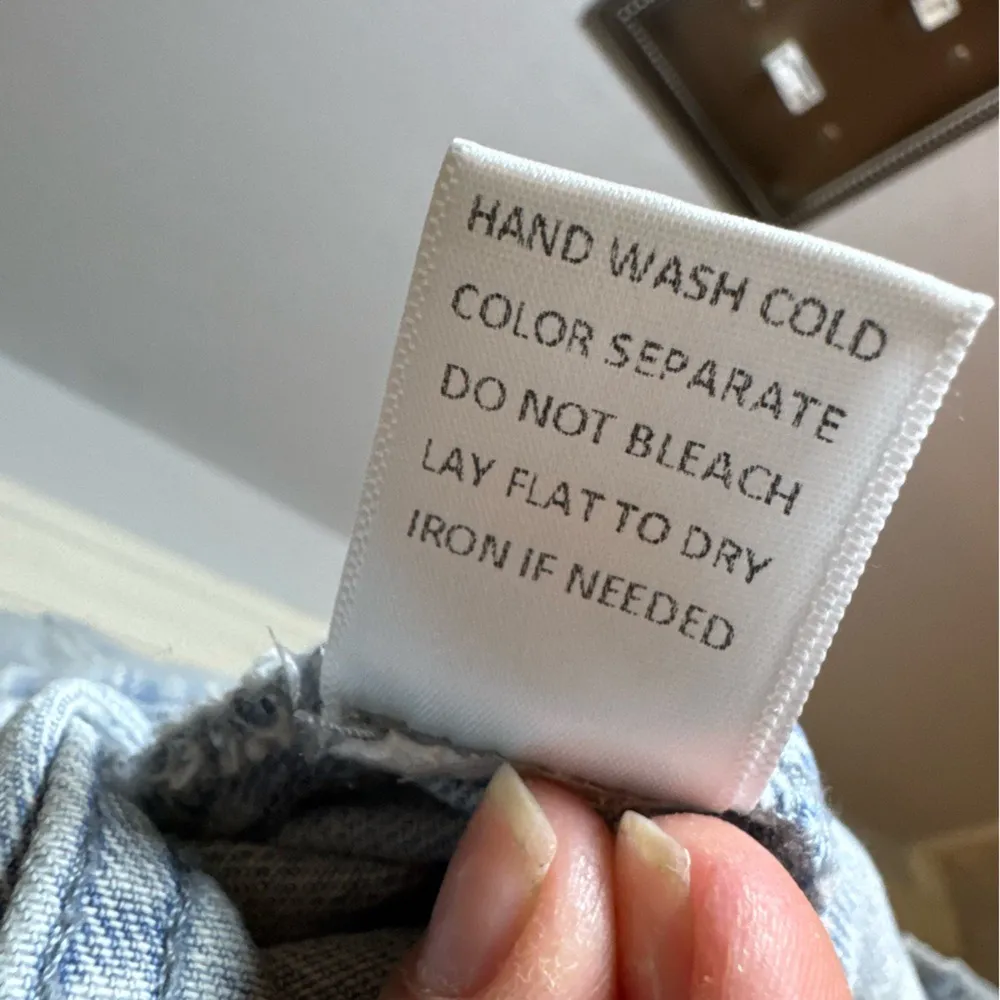 HAND WASH COLD
COLOR SEPARATE
DO NOT BLEACH
LAY FLAT TO DRY
IRON IF NEEDED